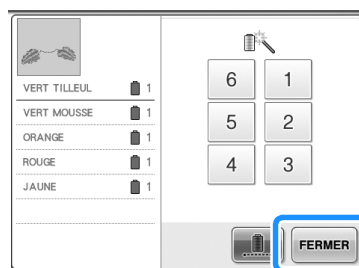 VERT TILLEUL 1
VERT MOUSSE 1
ORANGE 1
ROUGE 1
JAUNE 1
6 1
5 2
4 3
FERMER